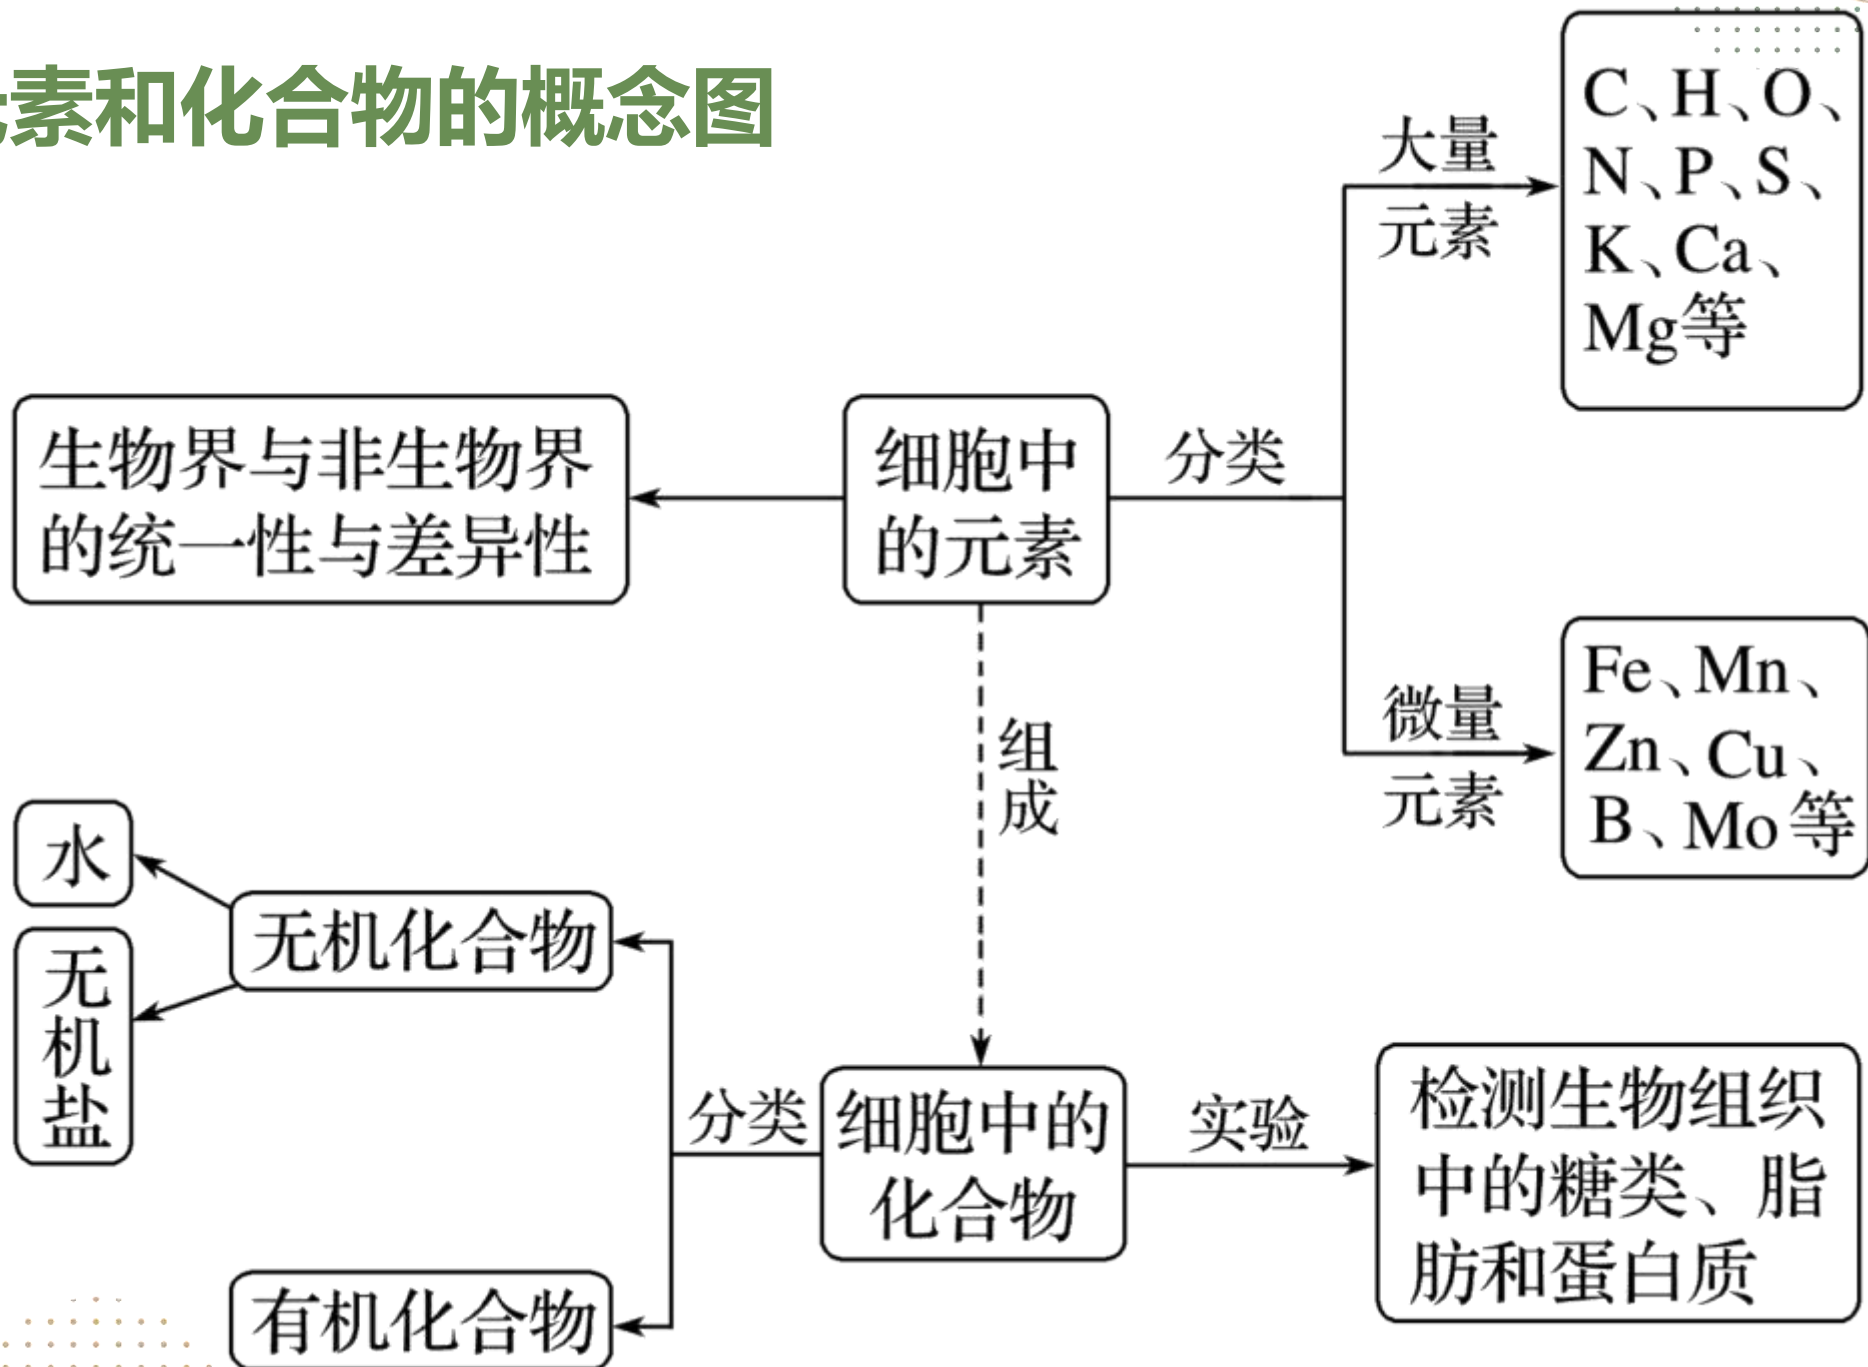 素和化合物的概念图
C、H、O、
N、P、S、
K、Ca、
Mg等
大量
元素
生物界与非生物界
的统一性与差异性
细胞中
的元素
分类
微量
元素
Fe、Mn、
Zn、Cu、
B、Mo等
组成
水
无机盐
无机化合物
有机化合物
分类
细胞中的
化合物
实验
检测生物组织
中的糖类、脂
肪和蛋白质